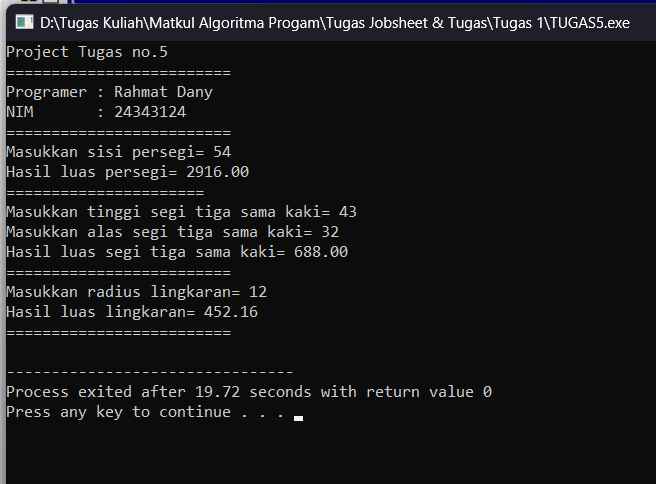 D:\Tugas Kuliah\Matkul Algoritma Progam\Tugas Jobsheet & Tugas\Tugas 1\TUGAS5.exe
Project Tugas no.5
=========================
Programer : Rahmat Dany
NIM       : 24343124
=========================
Masukkan sisi persegi= 54
Hasil luas persegi= 2916.00
======================
Masukkan tinggi segi tiga sama kaki= 43
Masukkan alas segi tiga sama kaki= 32
Hasil luas segi tiga sama kaki= 688.00
=========================
Masukkan radius lingkaran= 12
Hasil luas lingkaran= 452.16
=========================
--------------------------------
Process exited after 19.72 seconds with return value 0
Press any key to continue . . .